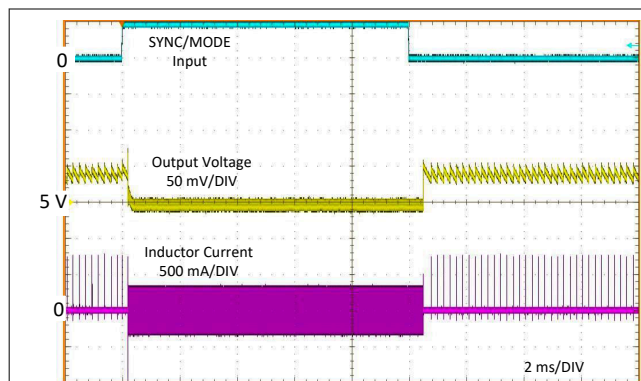 SYNC/MODE
Input
0
Output Voltage
50 mV/DIV
5 V
Inductor Current
500 mA/DIV
0
2 ms/DIV